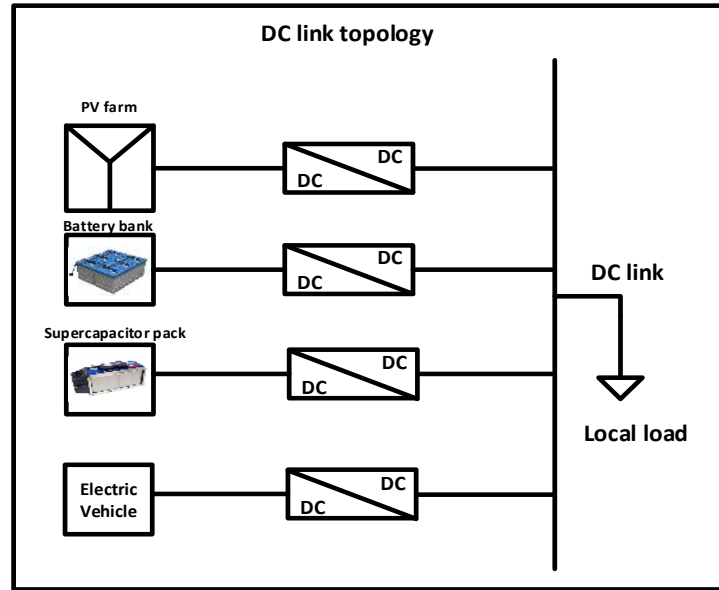 DC link topology
PV farm
DC
DC
Battery bank
DC
DC
DC link
Supercapacitor pack
DC
DC
Local load
Electric
Vehicle
DC
DC